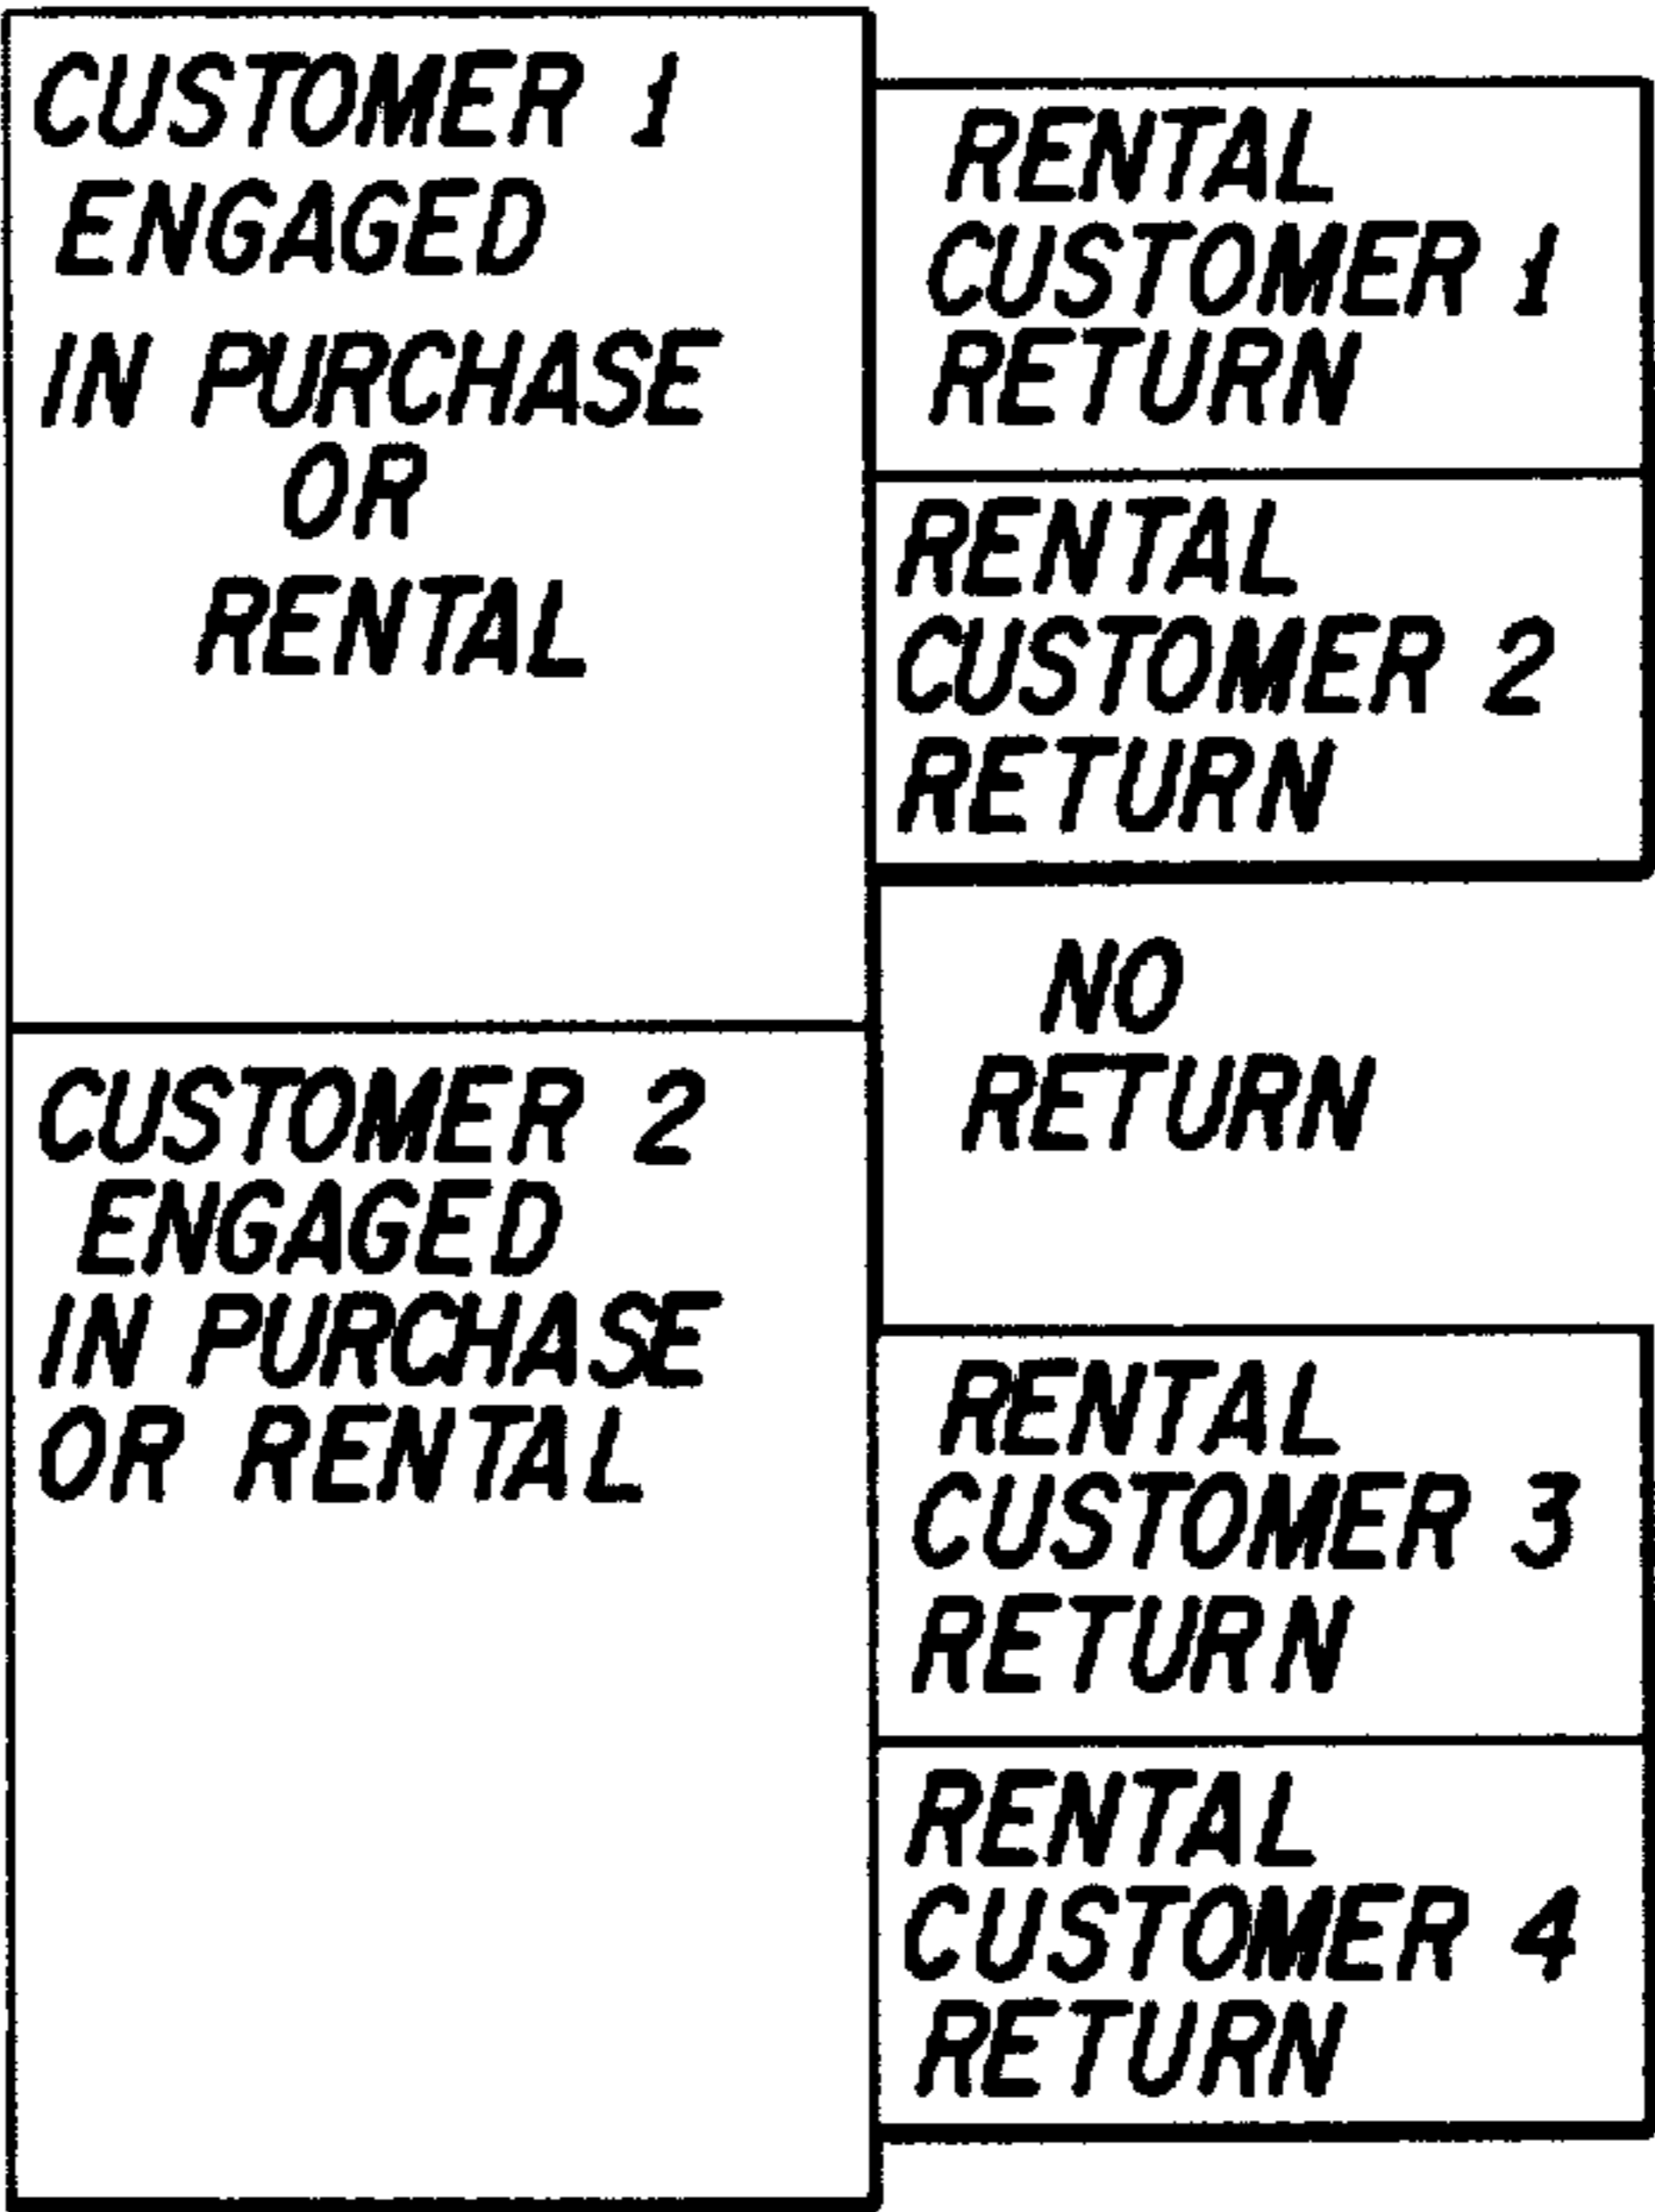 CUSTOMER 1
ENGAGED
IN PURCHASE
OR
RENTAL
CUSTOMER 2
ENGAGED
IN PURCHASE
OR RENTAL
RENTAL
CUSTOMER 1
RETURN
RENTAL
CUSTOMER 2
RETURN
NO
RETURN
RENTAL
CUSTOMER 3
RETURN
RENTAL
CUSTOMER 4
RETURN